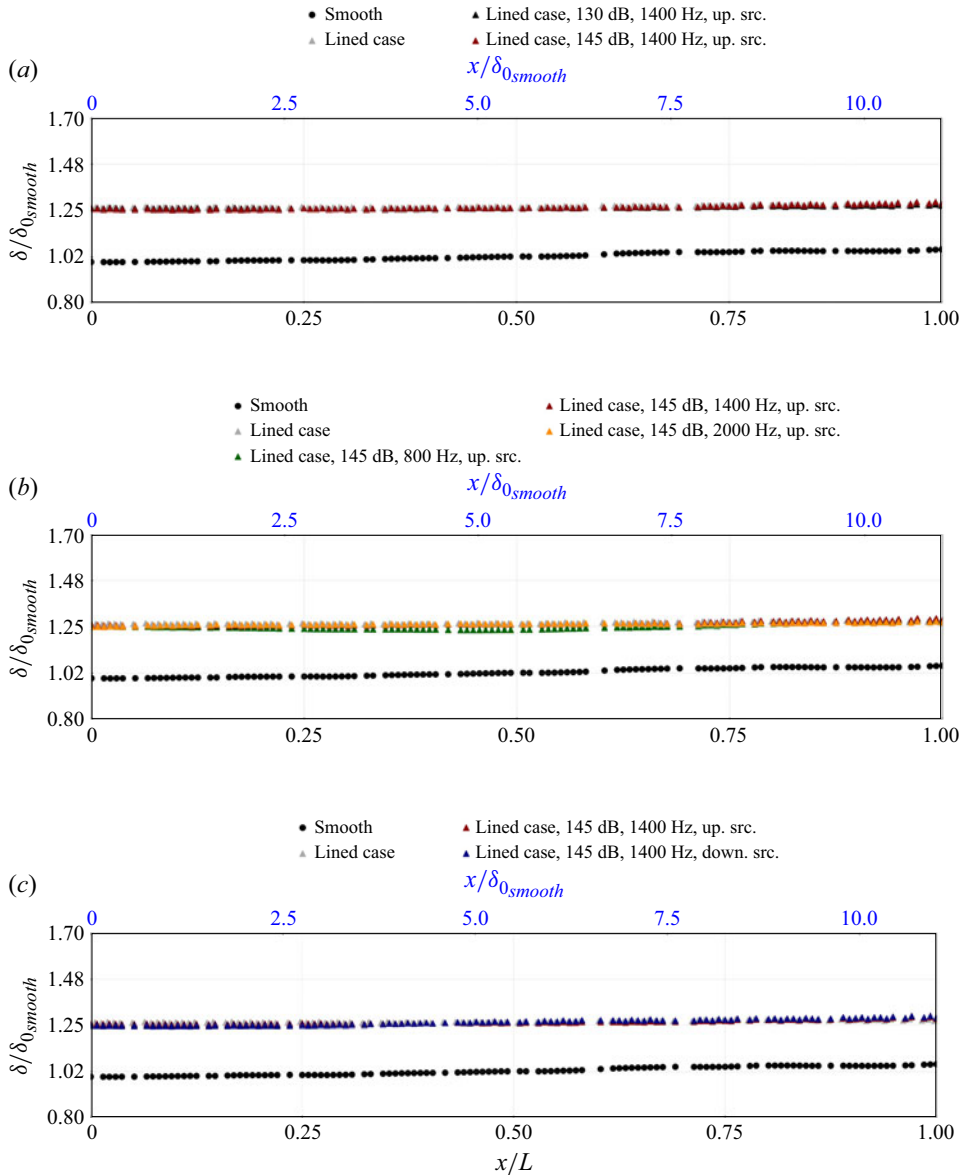 Smooth
Lined case, 130 dB, 1400 Hz, up. src.
Lined case
Lined case, 145 dB, 1400 Hz, up. src.
(a)
x/δ0smooth
0 2.5 5.0 7.5 10.0
1.70
1.48
1.25
1.02
0.80
δ/δ0smooth
0 0.25 0.50 0.75 1.00
Smooth
Lined case, 145 dB, 1400 Hz, up. src.
Lined case
Lined case, 145 dB, 2000 Hz, up. src.
Lined case, 145 dB, 800 Hz, up. src.
(b)
x/δ0smooth
0 2.5 5.0 7.5 10.0
1.70
1.48
1.25
1.02
0.80
δ/δ0smooth
0 0.25 0.50 0.75 1.00
Smooth
Lined case, 145 dB, 1400 Hz, up. src.
Lined case
Lined case, 145 dB, 1400 Hz, down. src.
(c)
x/δ0smooth
0 2.5 5.0 7.5 10.0
1.70
1.48
1.25
1.02
0.80
δ/δ0smooth
0 0.25 0.50 0.75 1.00
x/L